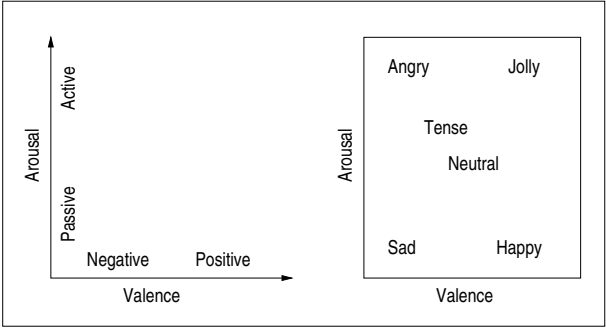 Arousal
Active
Passive
Negative Positive
Valence
Arousal
Angry Jolly
Tense
Neutral
Sad Happy
Valence